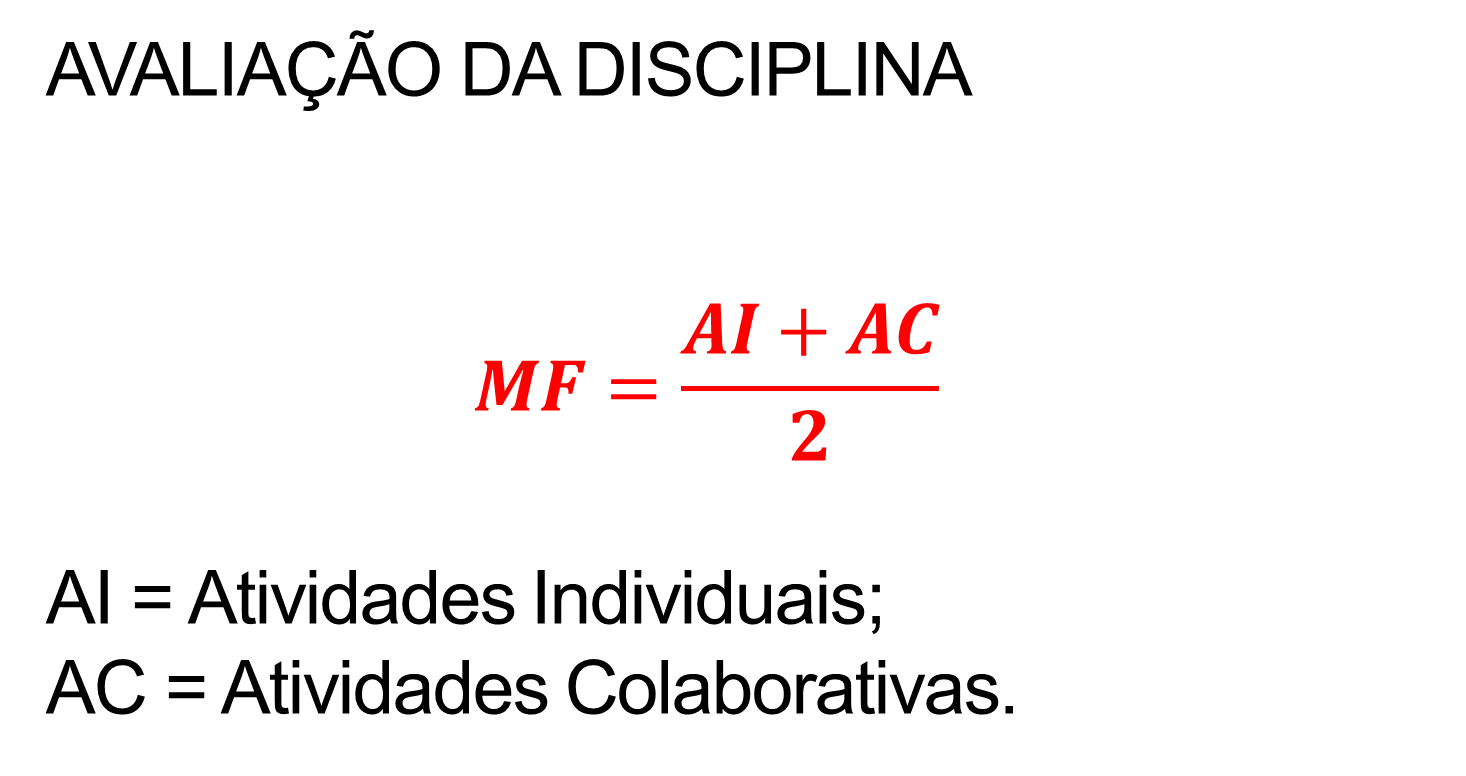 AVALIAÇÃO DA DISCIPLINA
MF = (AI + AC) / 2
AI = Atividades Individuais;
AC = Atividades Colaborativas.